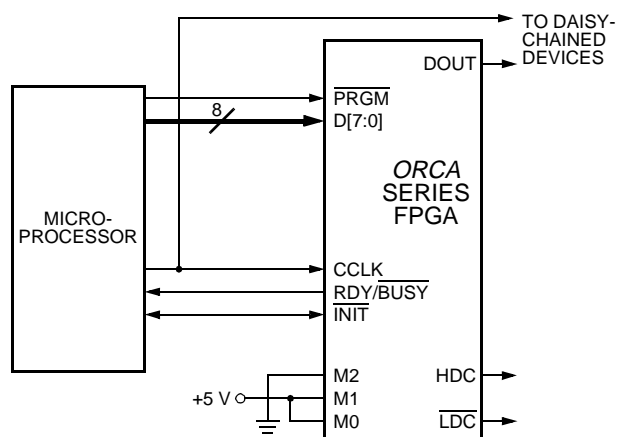 TO DAISY-
CHAINED
DEVICES
DOUT
PRGM
D[7:0]
8
ORCA
SERIES
FPGA
MICRO-
PROCESSOR
CCLK
RDY/BUSY
INIT
M2
HDC
+5 V
M1
M0
LDC